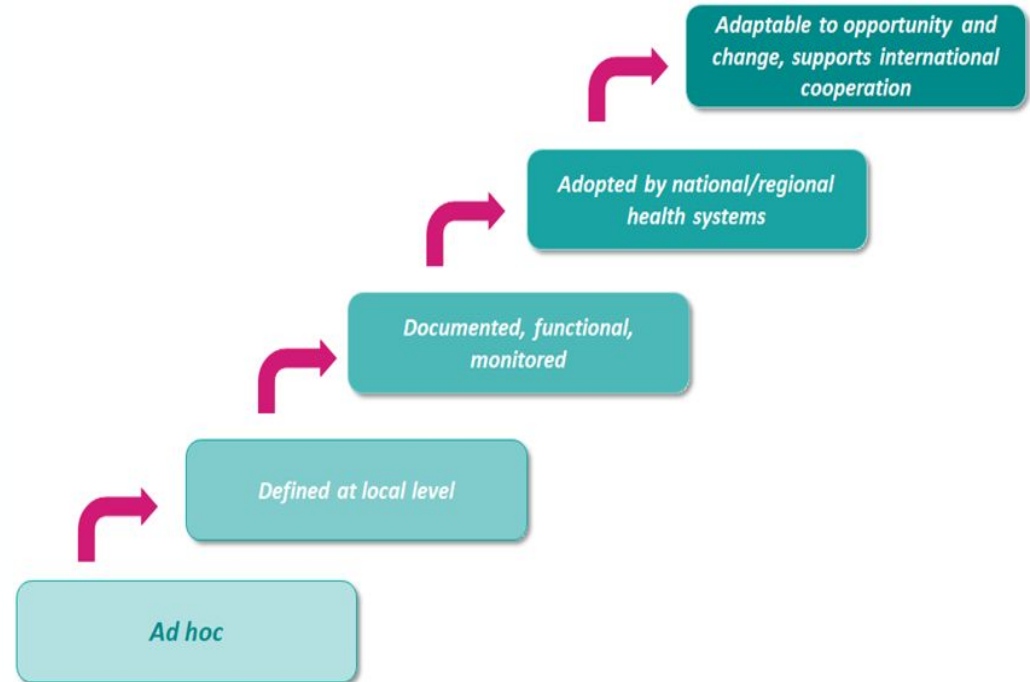 Adaptable to opportunity and
change, supports international
cooperation
Adopted by national/regional
health systems
Documented, functional,
monitored
Defined at local level
Ad hoc